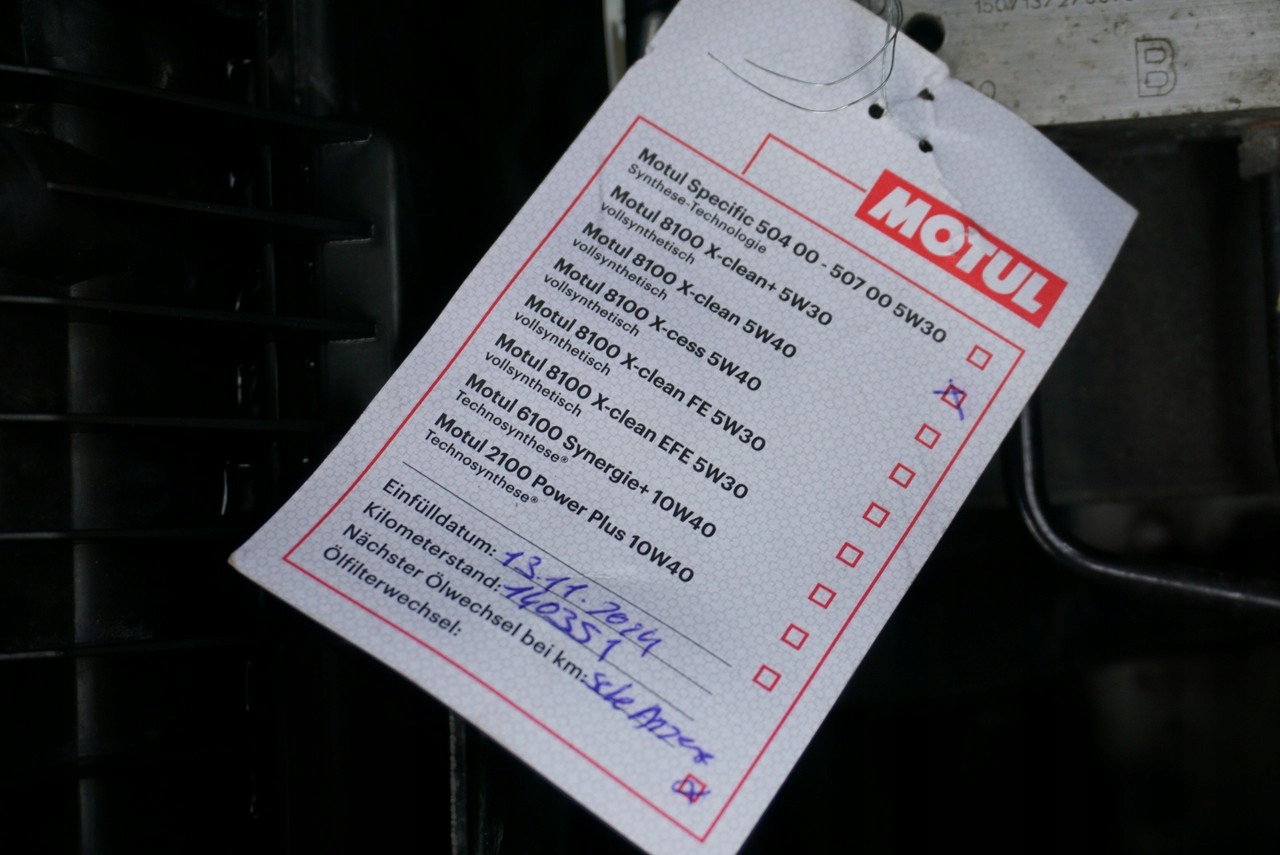 B
MOTUL
Motul Specific 504 00 - 507 00 5W30
Synthese-Technologie
Motul 8100 X-clean+ 5W30
vollsynthetisch
Motul 8100 X-clean 5W40
vollsynthetisch
Motul 8100 X-cess 5W40
vollsynthetisch
Motul 8100 X-clean FE 5W30
vollsynthetisch
Motul 8100 X-clean EFE 5W30
vollsynthetisch
Motul 6100 Synergie+ 10W40
Technosynthese®
Motul 2100 Power Plus 10W40
Technosynthese®
Einfülldatum: 13.11.2024
Kilometerstand: 140351
Nächster Ölwechsel bei km:
Ölfilterwechsel: